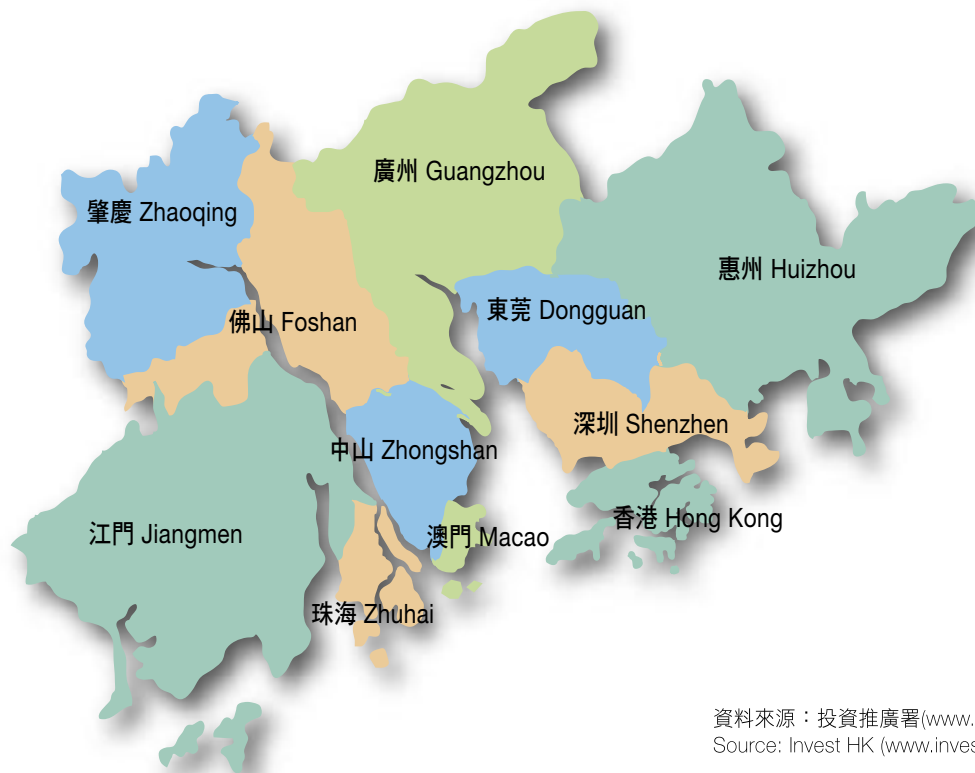 廣州 Guangzhou
肇慶 Zhaoqing
惠州 Huizhou
東莞 Dongguan
佛山 Foshan
深圳 Shenzhen
中山 Zhongshan
香港 Hong Kong
江門 Jiangmen
澳門 Macao
珠海 Zhuhai
資料來源：投資推廣署(www.
Source: Invest HK (www.inves